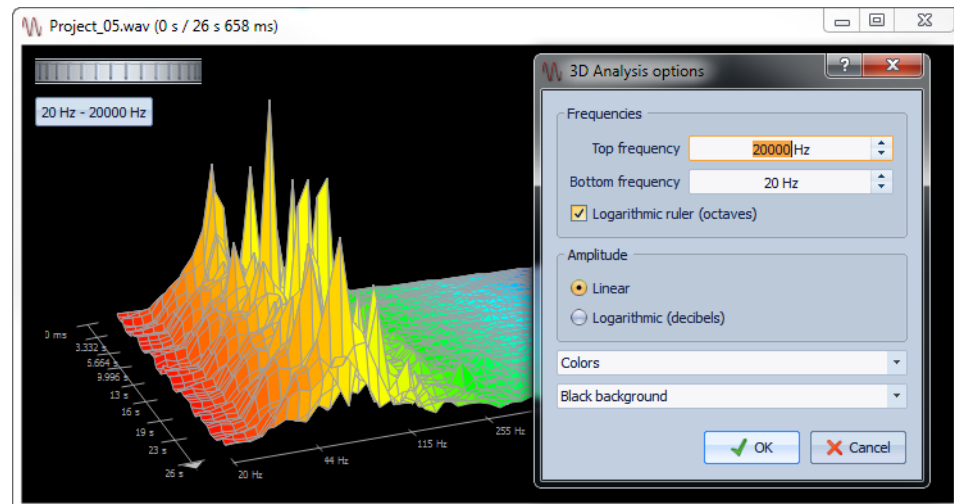 Project_05.wav (0 s / 26 s 658 ms)
20 Hz - 20000 Hz
0 ms
3.332 s
6.664 s
9.996 s
13 s
16 s
19 s
23 s
26 s
20 Hz
44 Hz
115 Hz
255 Hz
3D Analysis options
?
Frequencies
Top frequency 20000 Hz
Bottom frequency 20 Hz
Logarithmic ruler (octaves)
Amplitude
Linear
Logarithmic (decibels)
Colors
Black background
OK Cancel